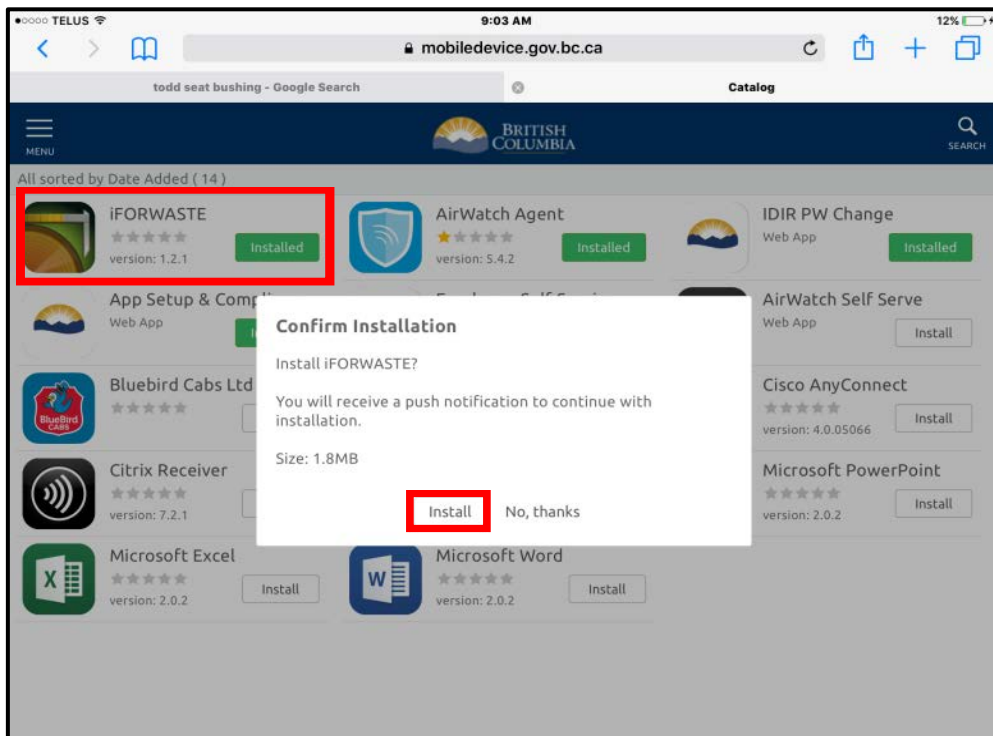 TELUS 9:03 AM 12%
mobiledevice.gov.bc.ca
todd seat bushing - Google Search Catalog
MENU BRITISH COLUMBIA SEARCH
All sorted by Date Added ( 14 )
iFORWASTE
Installed
version: 1.2.1
AirWatch Agent
Installed
version: 5.4.2
IDIR PW Change
Web App
Installed
App Setup &
Web App
AirWatch Self Serve
Web App
Install
Confirm Installation
Install iFORWASTE?
You will receive a push notification to continue with
installation.
Size: 1.8MB
Install No, thanks
BlueBird
CABS
Bluebird Cabs Ltd
Cisco AnyConnect
version: 4.0.05066
Install
Citrix Receiver
version: 7.2.1
Microsoft PowerPoint
version: 2.0.2
Install
X
Microsoft Excel
version: 2.0.2
Install
W
Microsoft Word
version: 2.0.2
Install